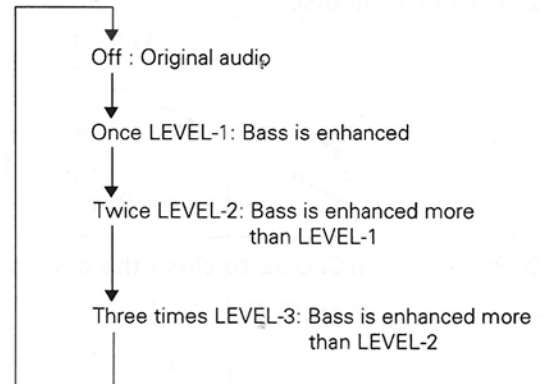 Off : Original audio
Once LEVEL-1: Bass is enhanced
Twice LEVEL-2: Bass is enhanced more
than LEVEL-1
Three times LEVEL-3: Bass is enhanced more
than LEVEL-2